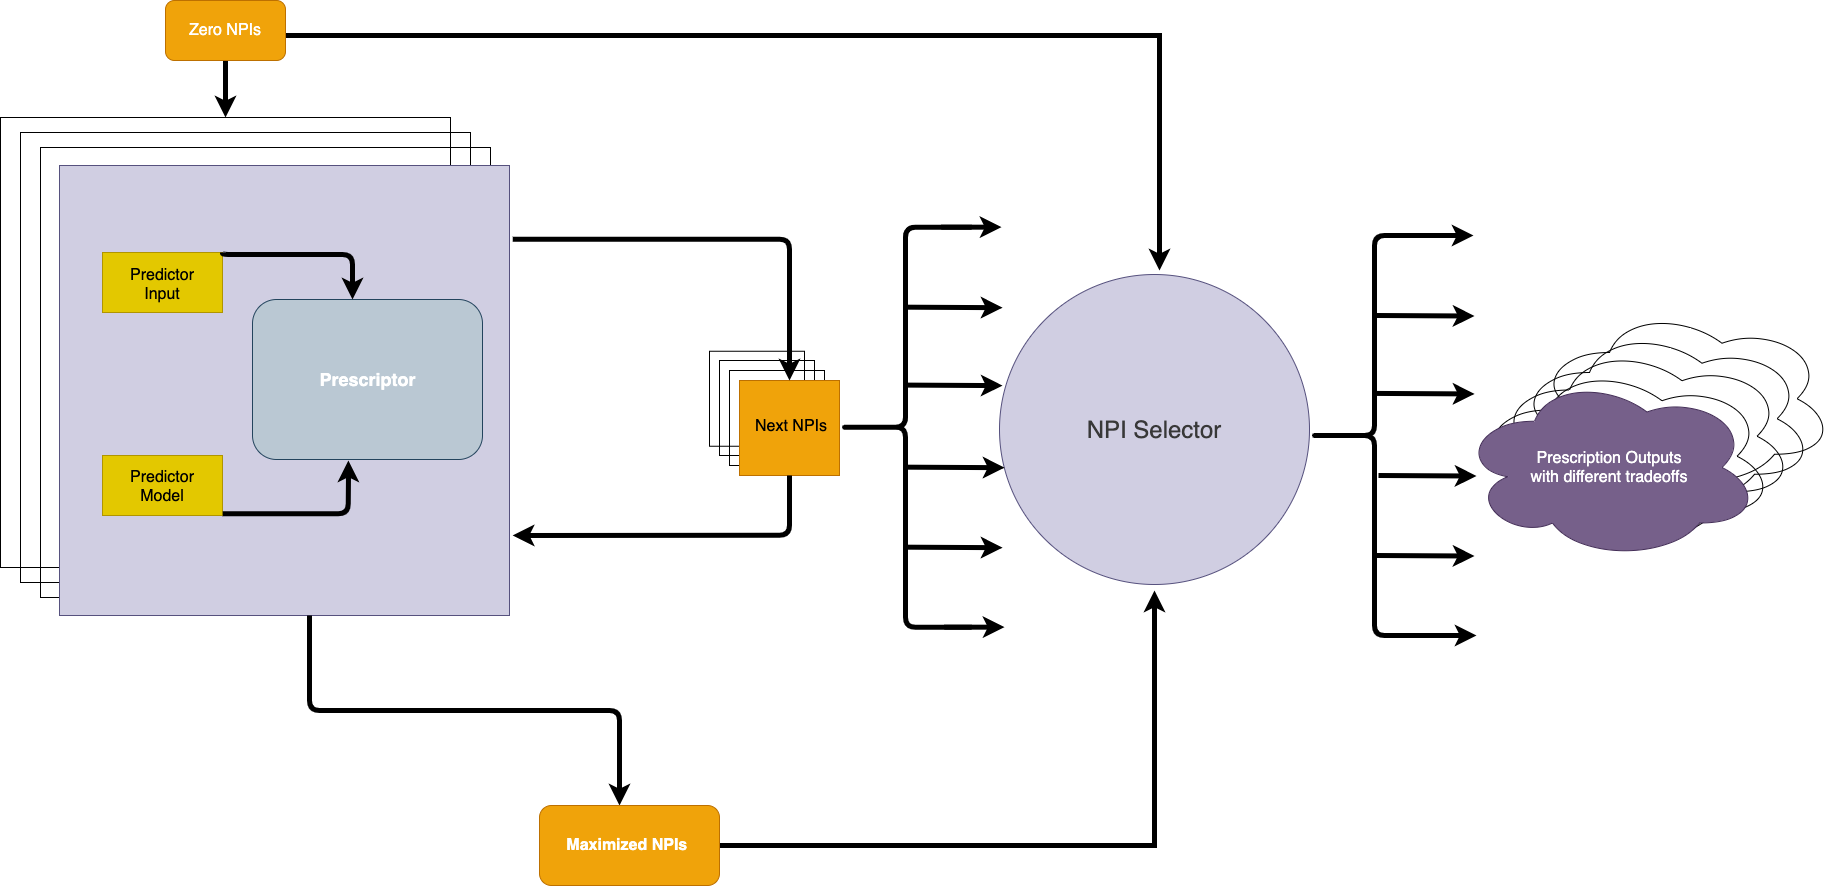 Zero NPIs
Predictor
Input
Prescriptor
Predictor
Model
Next NPIs
NPI Selector
Prescription Outputs
with different tradeoffs
Maximized NPIs